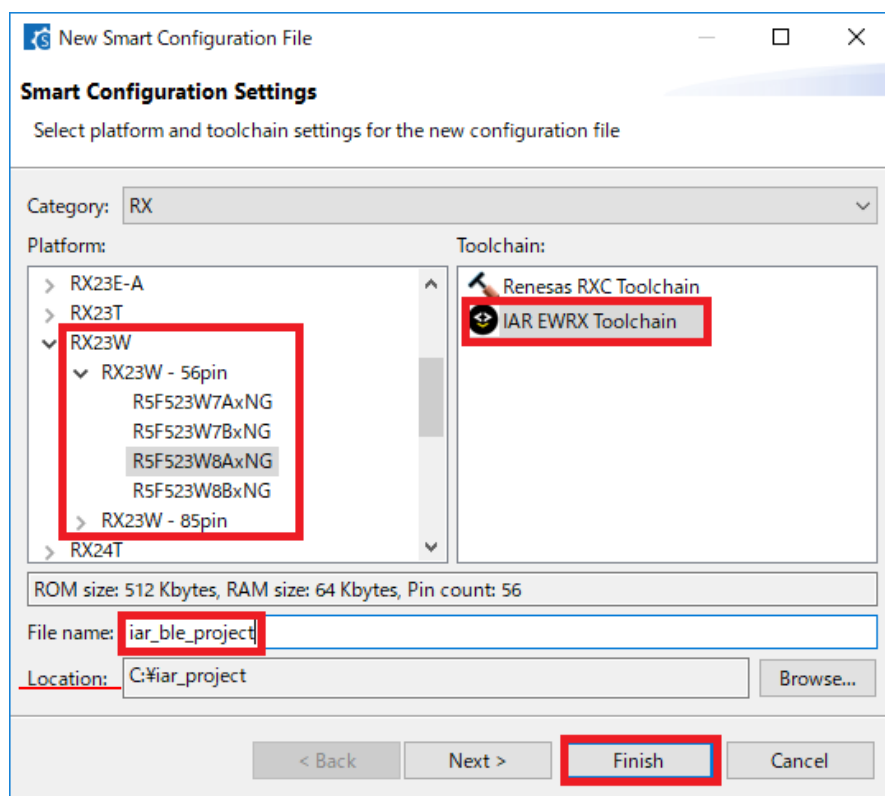 New Smart Configuration File
Smart Configuration Settings
Select platform and toolchain settings for the new configuration file
Category: RX
Platform:
Toolchain:
RX23E-A
RX23T
RX23W
RX23W - 56pin
R5F523W7AxNG
R5F523W7BxNG
R5F523W8AxNG
R5F523W8BxNG
RX23W - 85pin
RX24T
Renesas RXC Toolchain
IAR EWRX Toolchain
ROM size: 512 Kbytes, RAM size: 64 Kbytes, Pin count: 56
File name: iar_ble_project
Location: C:¥iar_project Browse...
< Back Next > Finish Cancel